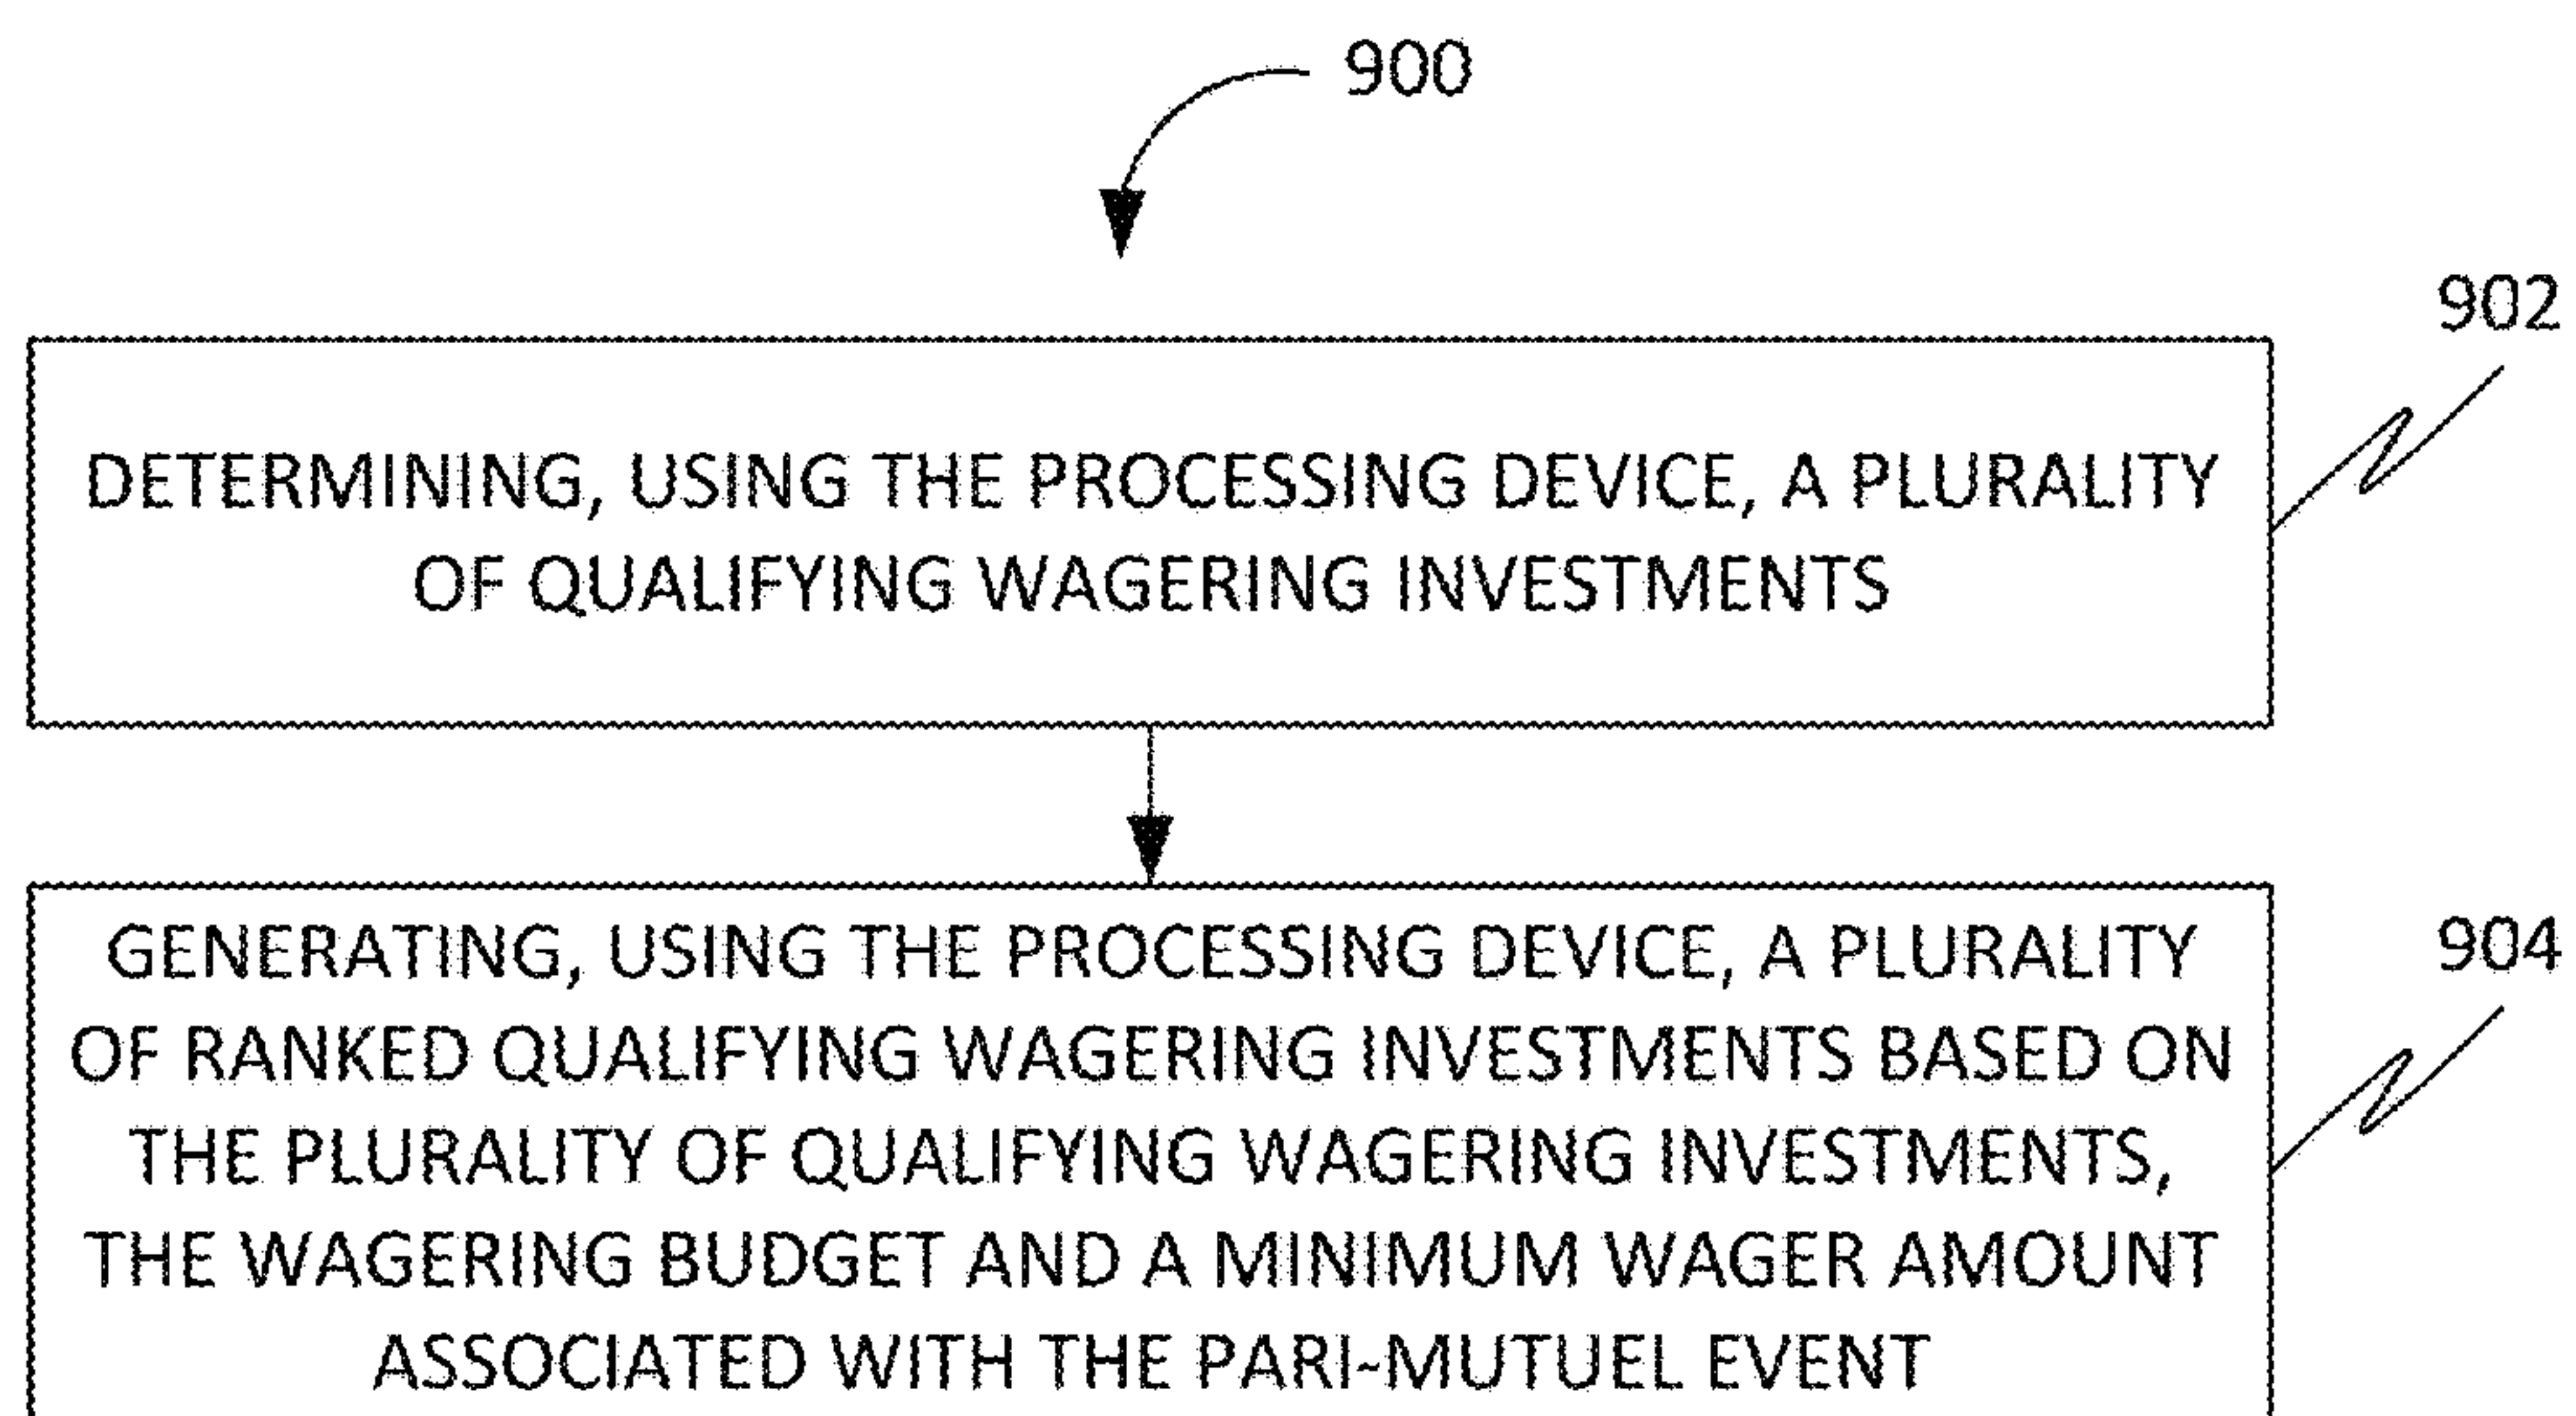 900
902
DETERMINING, USING THE PROCESSING DEVICE, A PLURALITY
OF QUALIFYING WAGERING INVESTMENTS
904
GENERATING, USING THE PROCESSING DEVICE, A PLURALITY
OF RANKED QUALIFYING WAGERING INVESTMENTS BASED ON
THE PLURALITY OF QUALIFYING WAGERING INVESTMENTS,
THE WAGERING BUDGET AND A MINIMUM WAGER AMOUNT
ASSOCIATED WITH THE PARI-MUTUEL EVENT